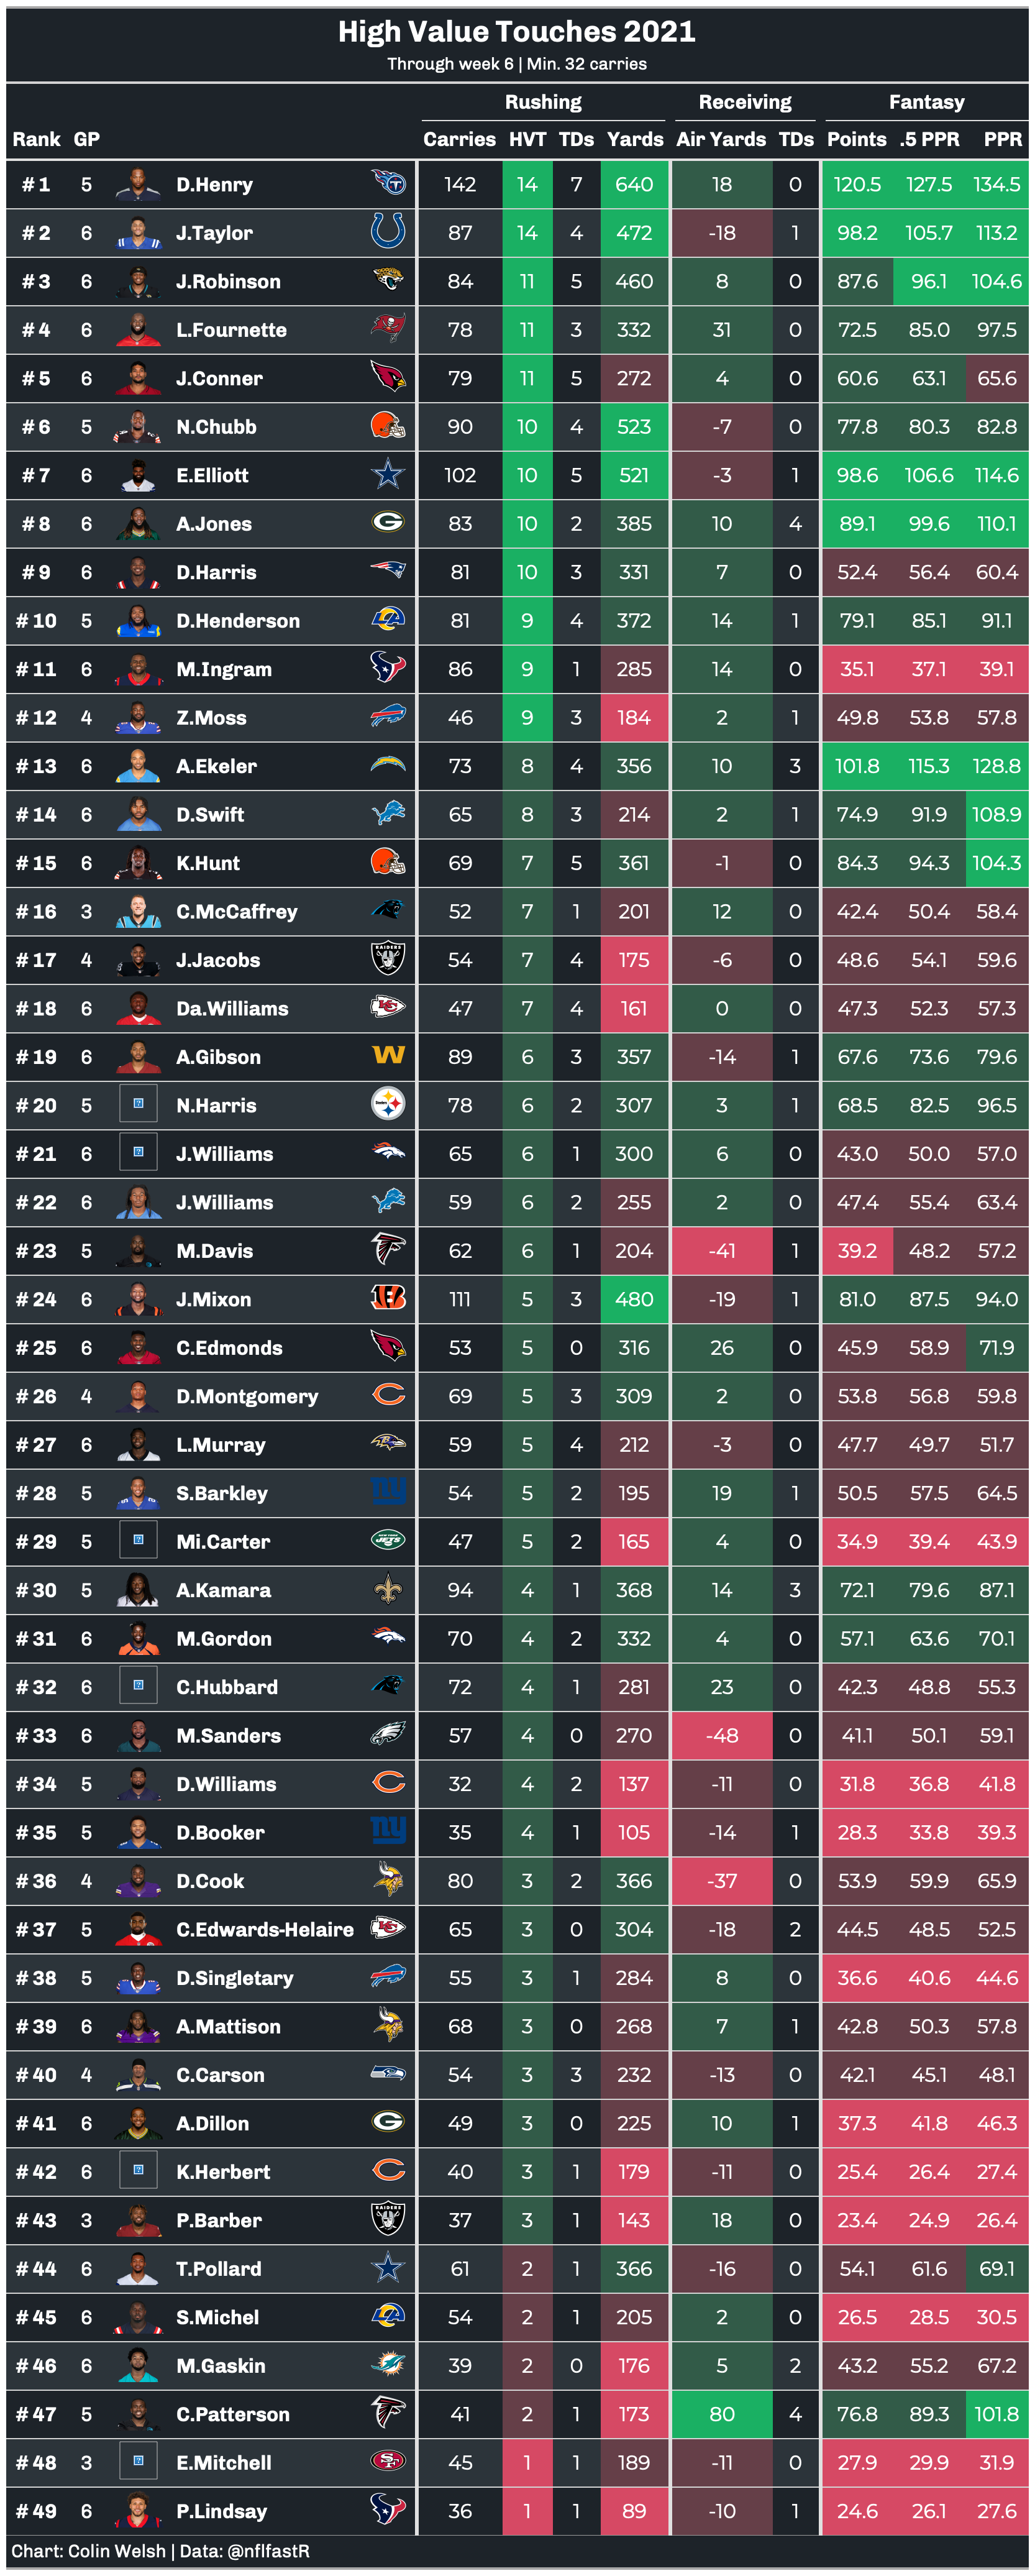 High Value Touches 2021
Through week 6 | Min. 32 carries
Rushing Receiving Fantasy
Rank GP Carries HVT TDs Yards Air Yards TDs Points .5 PPR PPR
# 1 5 D.Henry 142 14 7 640 18 0 120.5 127.5 134.5
# 2 6 J.Taylor 87 14 4 472 -18 1 98.2 105.7 113.2
# 3 6 J.Robinson 84 11 5 460 8 0 87.6 96.1 104.6
# 4 6 L.Fournette 78 11 3 332 31 0 72.5 85.0 97.5
# 5 6 J.Conner 79 11 5 272 4 0 60.6 63.1 65.6
# 6 5 N.Chubb 90 10 4 523 -7 0 77.8 80.3 82.8
# 7 6 E.Elliott 102 10 5 521 -3 1 98.6 106.6 114.6
# 8 6 A.Jones 83 10 2 385 10 4 89.1 99.6 110.1
# 9 6 D.Harris 81 10 3 331 7 0 52.4 56.4 60.4
# 10 5 D.Henderson 81 9 4 372 14 1 79.1 85.1 91.1
# 11 6 M.Ingram 86 9 1 285 14 0 35.1 37.1 39.1
# 12 4 Z.Moss 46 9 3 184 2 1 49.8 53.8 57.8
# 13 6 A.Ekeler 73 8 4 356 10 3 101.8 115.3 128.8
# 14 6 D.Swift 65 8 3 214 2 1 74.9 91.9 108.9
# 15 6 K.Hunt 69 7 5 361 -1 0 84.3 94.3 104.3
# 16 3 C.McCaffrey 52 7 1 201 12 0 42.4 50.4 58.4
# 17 4 J.Jacobs RAIDERS 54 7 4 175 -6 0 48.6 54.1 59.6
# 18 6 Da.Williams KC 47 7 4 161 0 0 47.3 52.3 57.3
# 19 6 A.Gibson W 89 6 3 357 -14 1 67.6 73.6 79.6
# 20 5 N.Harris Steelers 78 6 2 307 3 1 68.5 82.5 96.5
# 21 6 J.Williams 65 6 1 300 6 0 43.0 50.0 57.0
# 22 6 J.Williams 59 6 2 255 2 0 47.4 55.4 63.4
# 23 5 M.Davis 62 6 1 204 -41 1 39.2 48.2 57.2
# 24 6 J.Mixon 111 5 3 480 -19 1 81.0 87.5 94.0
# 25 6 C.Edmonds 53 5 0 316 26 0 45.9 58.9 71.9
# 26 4 D.Montgomery 69 5 3 309 2 0 53.8 56.8 59.8
# 27 6 L.Murray 59 5 4 212 -3 0 47.7 49.7 51.7
# 28 5 S.Barkley ny 54 5 2 195 19 1 50.5 57.5 64.5
# 29 5 Mi.Carter JETS 47 5 2 165 4 0 34.9 39.4 43.9
# 30 5 A.Kamara 94 4 1 368 14 3 72.1 79.6 87.1
# 31 6 M.Gordon 70 4 2 332 4 0 57.1 63.6 70.1
# 32 6 C.Hubbard 72 4 1 281 23 0 42.3 48.8 55.3
# 33 6 M.Sanders 57 4 0 270 -48 0 41.1 50.1 59.1
# 34 5 D.Williams 32 4 2 137 -11 0 31.8 36.8 41.8
# 35 5 D.Booker ny 35 4 1 105 -14 1 28.3 33.8 39.3
# 36 4 D.Cook 80 3 2 366 -37 0 53.9 59.9 65.9
# 37 5 C.Edwards-Helaire KC 65 3 0 304 -18 2 44.5 48.5 52.5
# 38 5 D.Singletary 55 3 1 284 8 0 36.6 40.6 44.6
# 39 6 A.Mattison 68 3 0 268 7 1 42.8 50.3 57.8
# 40 4 C.Carson 54 3 3 232 -13 0 42.1 45.1 48.1
# 41 6 A.Dillon 49 3 0 225 10 1 37.3 41.8 46.3
# 42 6 K.Herbert 40 3 1 179 -11 0 25.4 26.4 27.4
# 43 3 P.Barber RAIDERS 37 3 1 143 18 0 23.4 24.9 26.4
# 44 6 T.Pollard 61 2 1 366 -16 0 54.1 61.6 69.1
# 45 6 S.Michel 54 2 1 205 2 0 26.5 28.5 30.5
# 46 6 M.Gaskin 39 2 0 176 5 2 43.2 55.2 67.2
# 47 5 C.Patterson 41 2 1 173 80 4 76.8 89.3 101.8
# 48 3 E.Mitchell SF 45 1 1 189 -11 0 27.9 29.9 31.9
# 49 6 P.Lindsay 36 1 1 89 -10 1 24.6 26.1 27.6
Chart: Colin Welsh | Data: @nflfastR